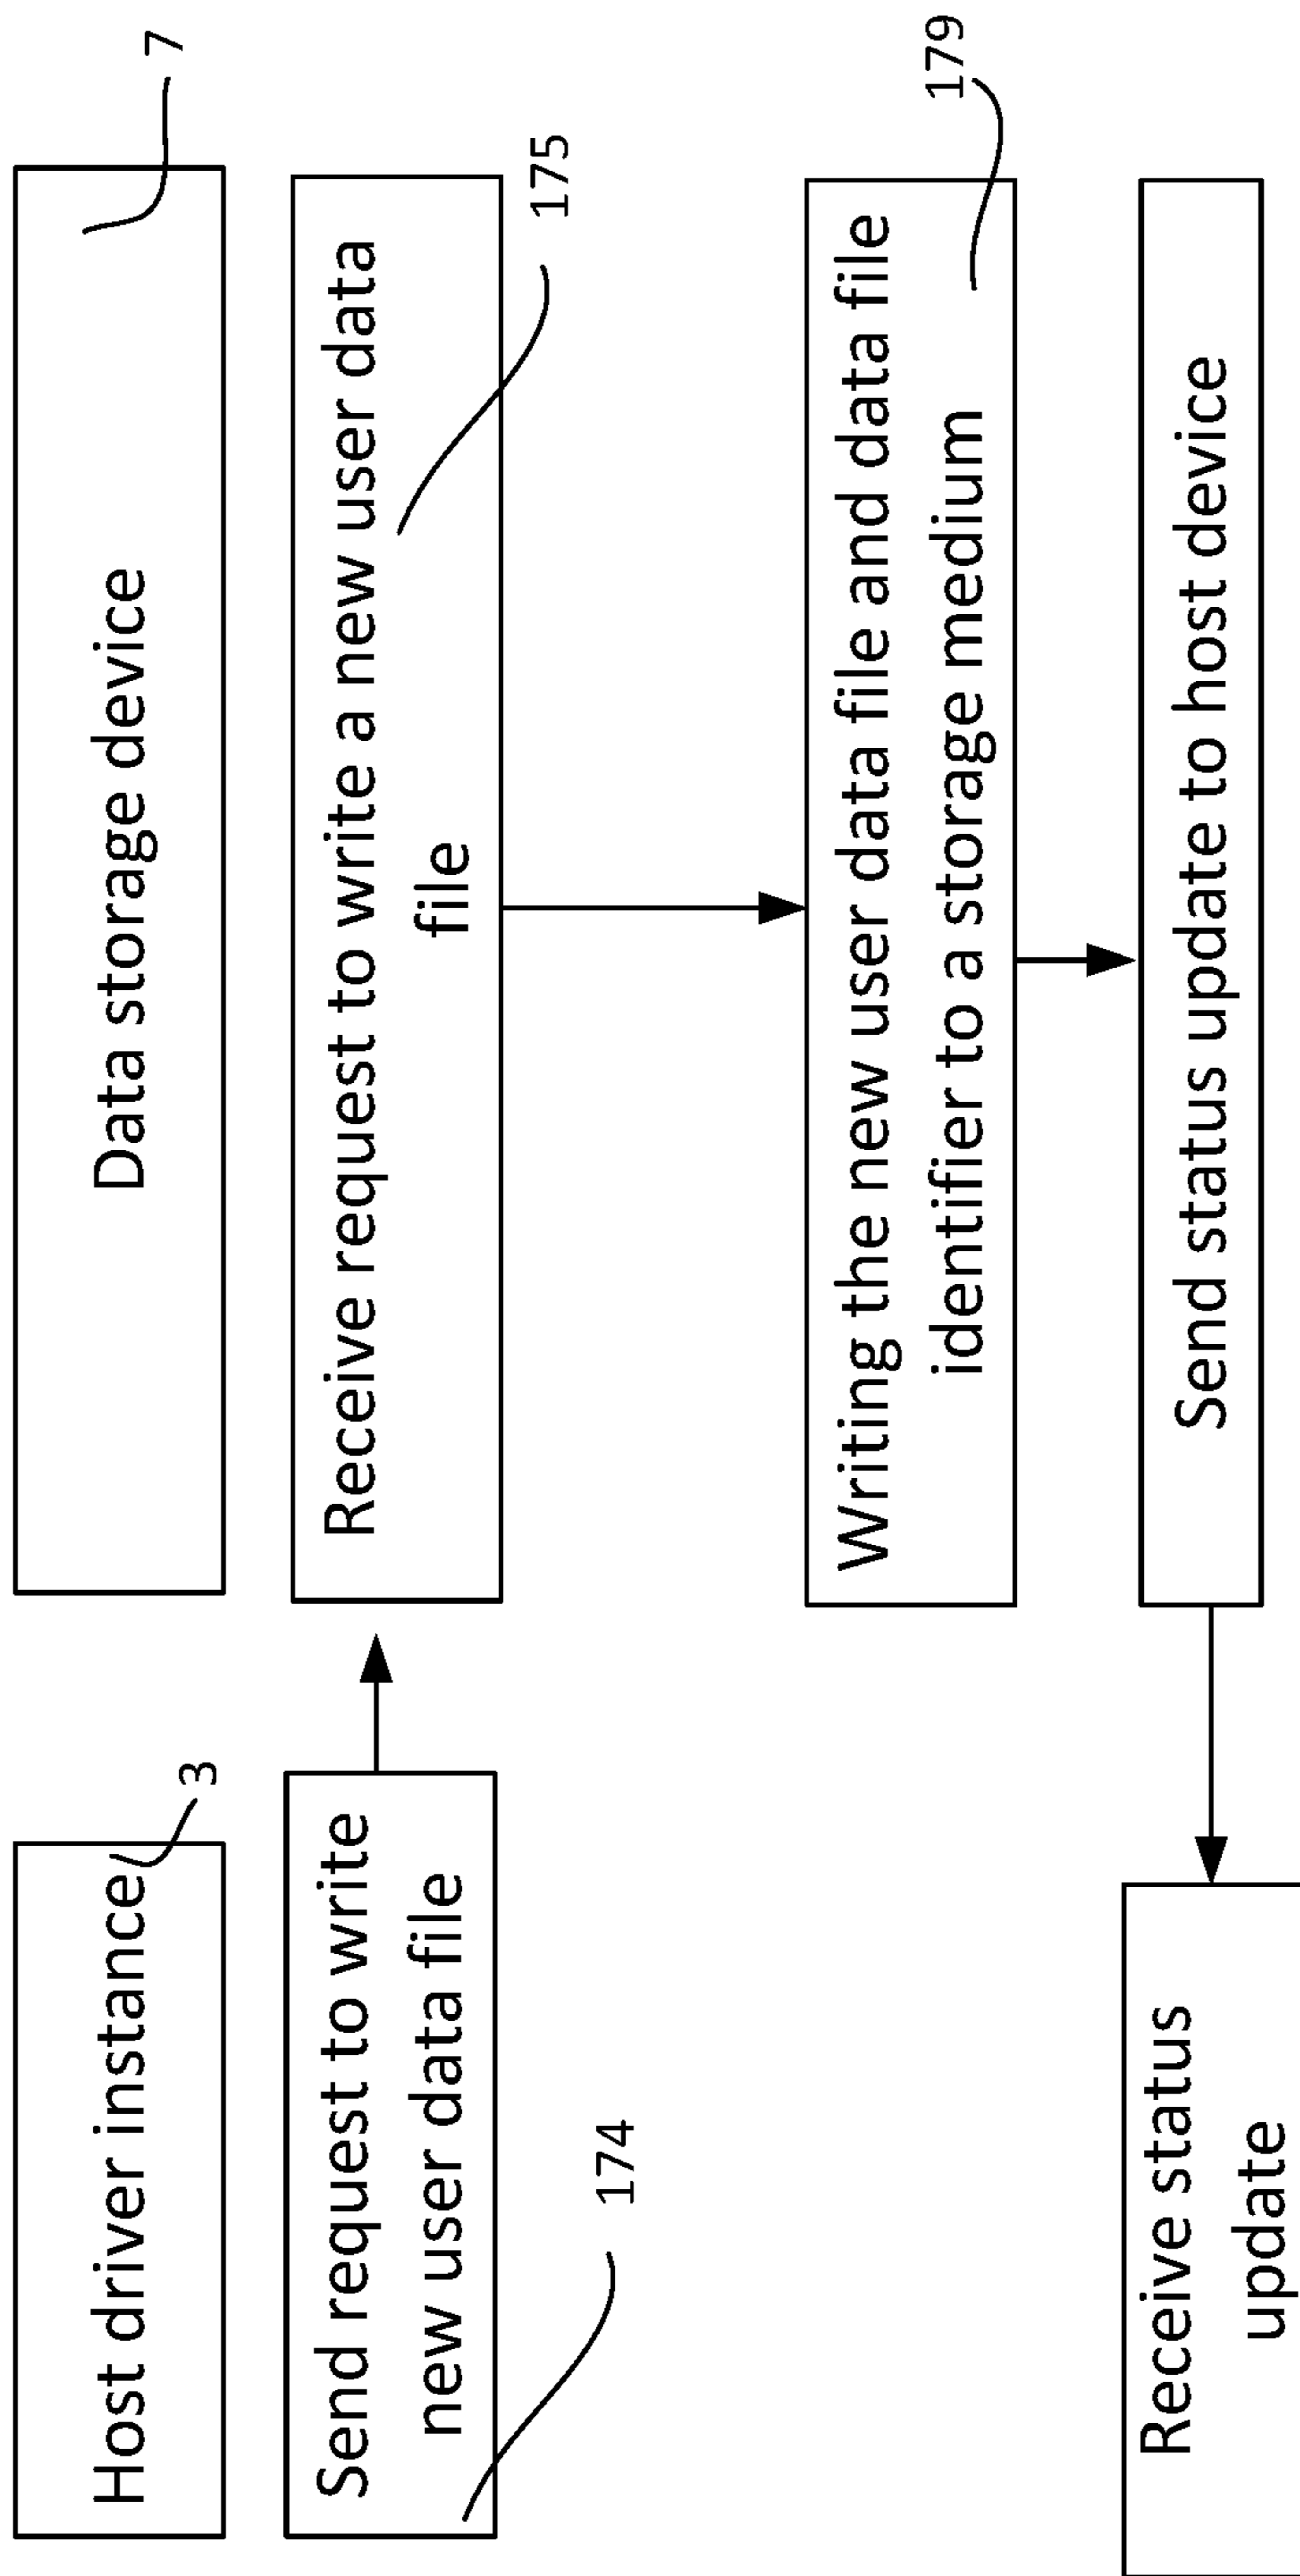 Host driver instance
3
Data storage device
7
Send request to write
new user data file
174
Receive request to write a new user data
file
175
Writing the new user data file and data file
identifier to a storage medium
179
Send status update to host device
Receive status
update